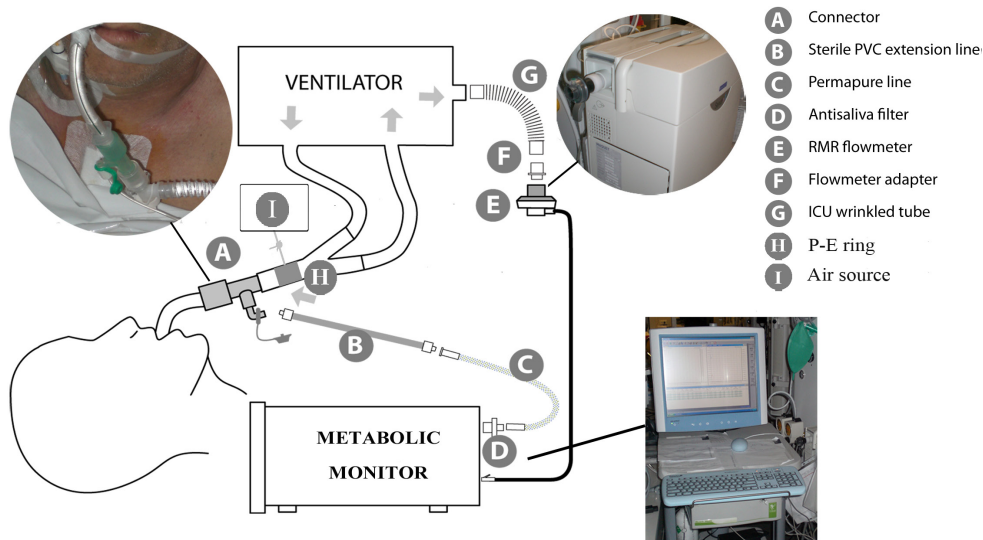 VENTILATOR
G
F
E
A
I
H
B
C
D
METABOLIC
MONITOR
A Connector
B Sterile PVC extension line
C Permapure line
D Antisaliva filter
E RMR flowmeter
F Flowmeter adapter
G ICU wrinkled tube
H P-E ring
I Air source